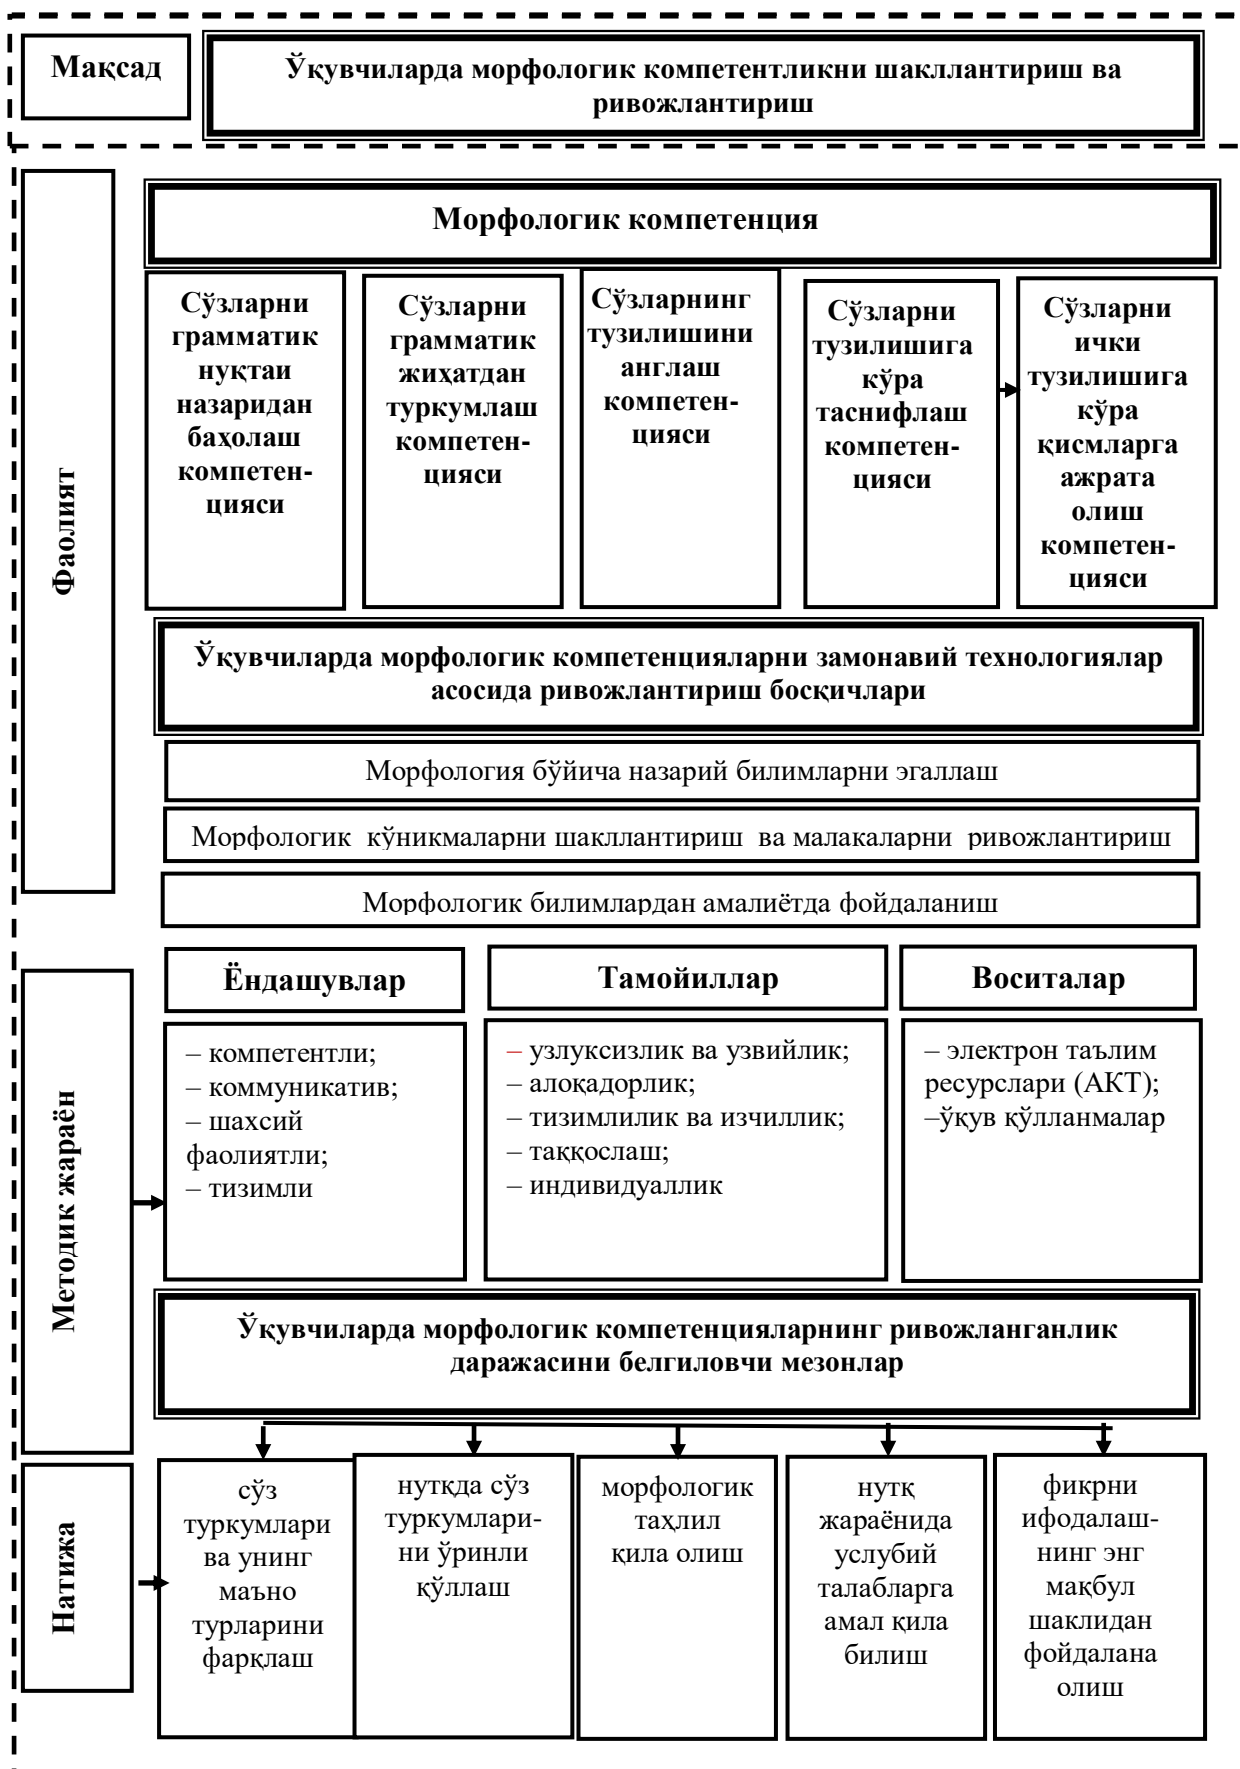 Мақсад
Ўқувчиларда морфологик компетентликни шакллантириш ва
ривожлантириш
Фаолият
Морфологик компетенция
Сўзларни
грамматик
нуқтаи
назаридан
баҳолаш
компетен-
цияси
Сўзларни
грамматик
жиҳатдан
туркумлаш
компетен-
цияси
Сўзларнинг
тузилишини
англаш
компетен-
цияси
Сўзларни
тузилишига
кўра
таснифлаш
компетен-
цияси
Сўзларни
ички
тузилишига
кўра
қисмларга
ажрата
олиш
компетен-
цияси
Ўқувчиларда морфологик компетенцияларни замонавий технологиялар
асосида ривожлантириш босқичлари
Морфология бўйича назарий билимларни эгаллаш
Морфологик кўникмаларни шакллантириш ва малакаларни ривожлантириш
Морфологик билимлардан амалиётда фойдаланиш
Методик жараён
Ёндашувлар
– компетентли;
– коммуникатив;
– шахсий
фаолиятли;
– тизимли
Тамойиллар
– узлуксизлик ва узвийлик;
– алоқадорлик;
– тизимлилик ва изчиллик;
– таққослаш;
– индивидуаллик
Воситалар
– электрон таълим
ресурслари (АКТ);
–ўқув қўлланмалар
Ўқувчиларда морфологик компетенцияларнинг ривожланганлик
даражасини белгиловчи мезонлар
Натижа
сўз
туркумлари
ва унинг
маъно
турларини
фарқлаш
нутқда сўз
туркумлари-
ни ўринли
қўллаш
морфологик
таҳлил
қила олиш
нутқ
жараёнида
услубий
талабларга
амал қила
билиш
фикрни
ифодалаш-
нинг энг
мақбул
шаклидан
фойдалана
олиш